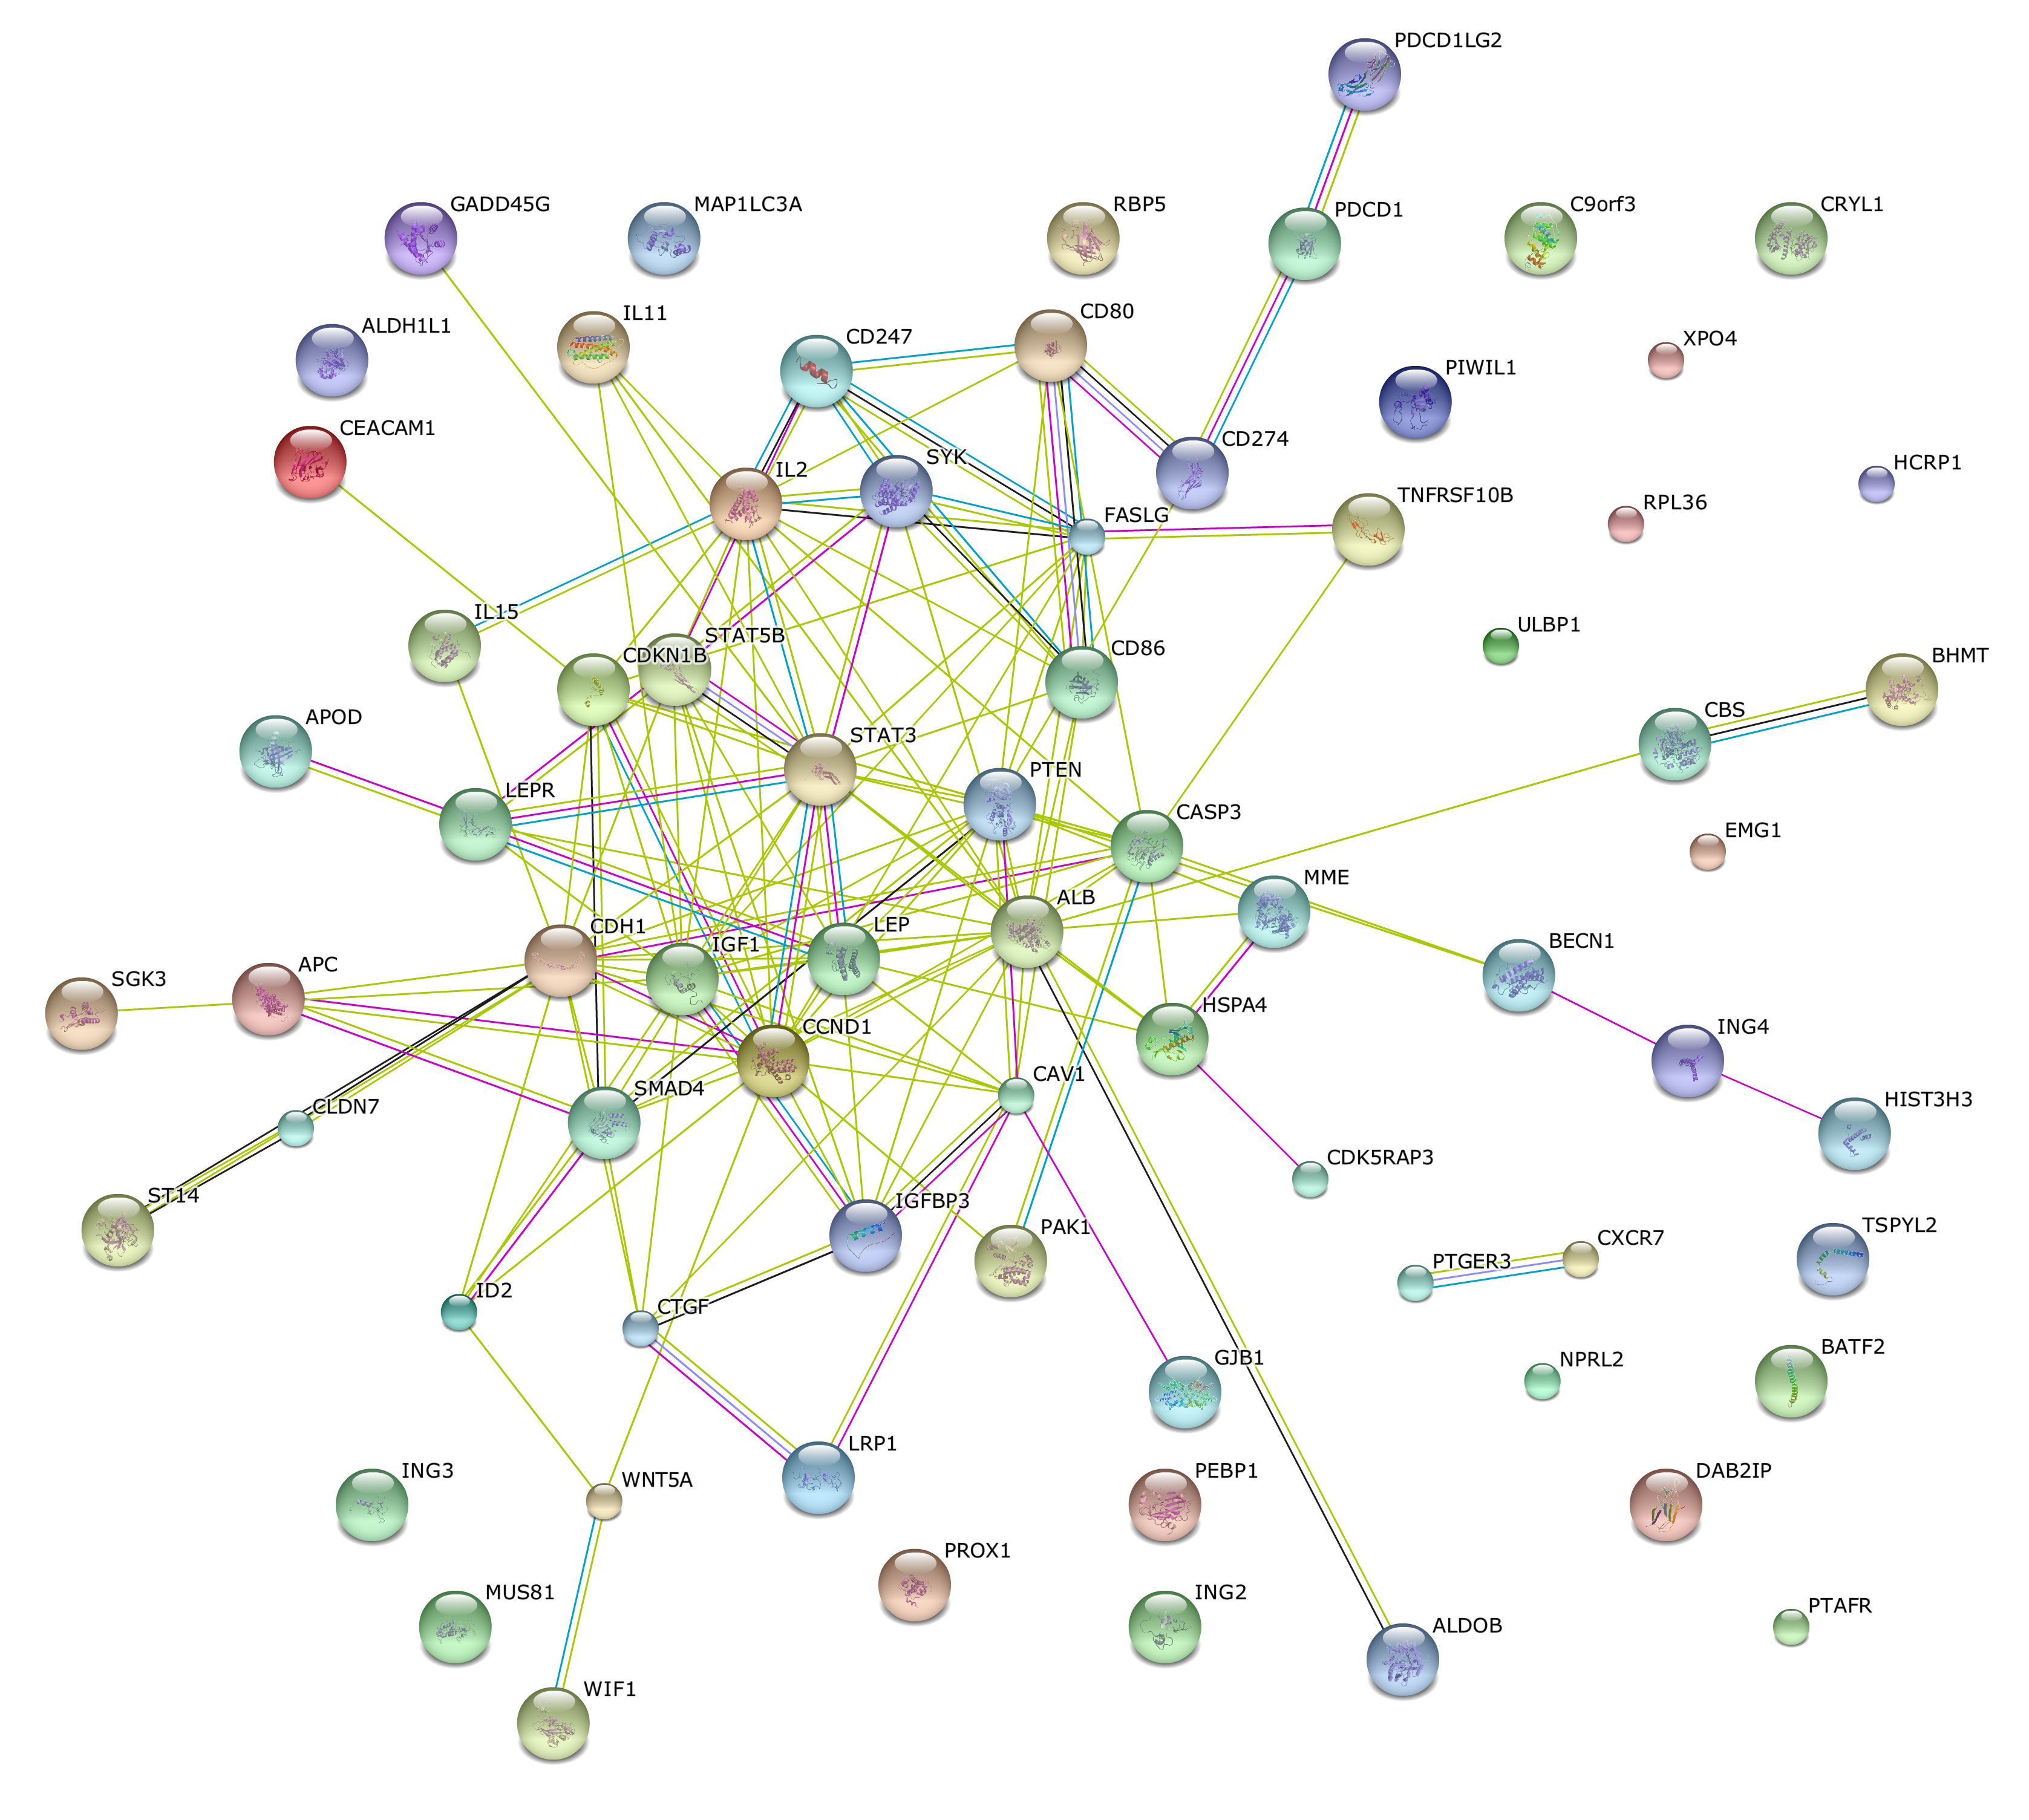 PDCD1LG2
GADD45G
MAP1LC3A
RBP5
PDCD1
C9orf3
CRYL1
IL11
CD80
ALDH1L1
CD247
XPO4
PIWIL1
CEACAM1
CD274
SYK
IL2
HCRP1
TNFRSF10B
RPL36
FASLG
IL15
ULBP1
STAT5B
CD86
CDKN1B
BHMT
APOD
CBS
STAT3
PTEN
LEPR
CASP3
EMG1
MME
ALB
CDH1
LEP
IGF1
BECN1
APC
SGK3
HSPA4
CCND1
ING4
CAV1
SMAD4
CLDN7
HIST3H3
CDK5RAP3
ST14
IGFBP3
PAK1
CXCR7
TSPYL2
PTGER3
ID2
CTGF
BATF2
GJB1
NPRL2
LRP1
ING3
WNT5A
PEBP1
DAB2IP
PROX1
MUS81
ING2
PTAFR
ALDOB
WIF1